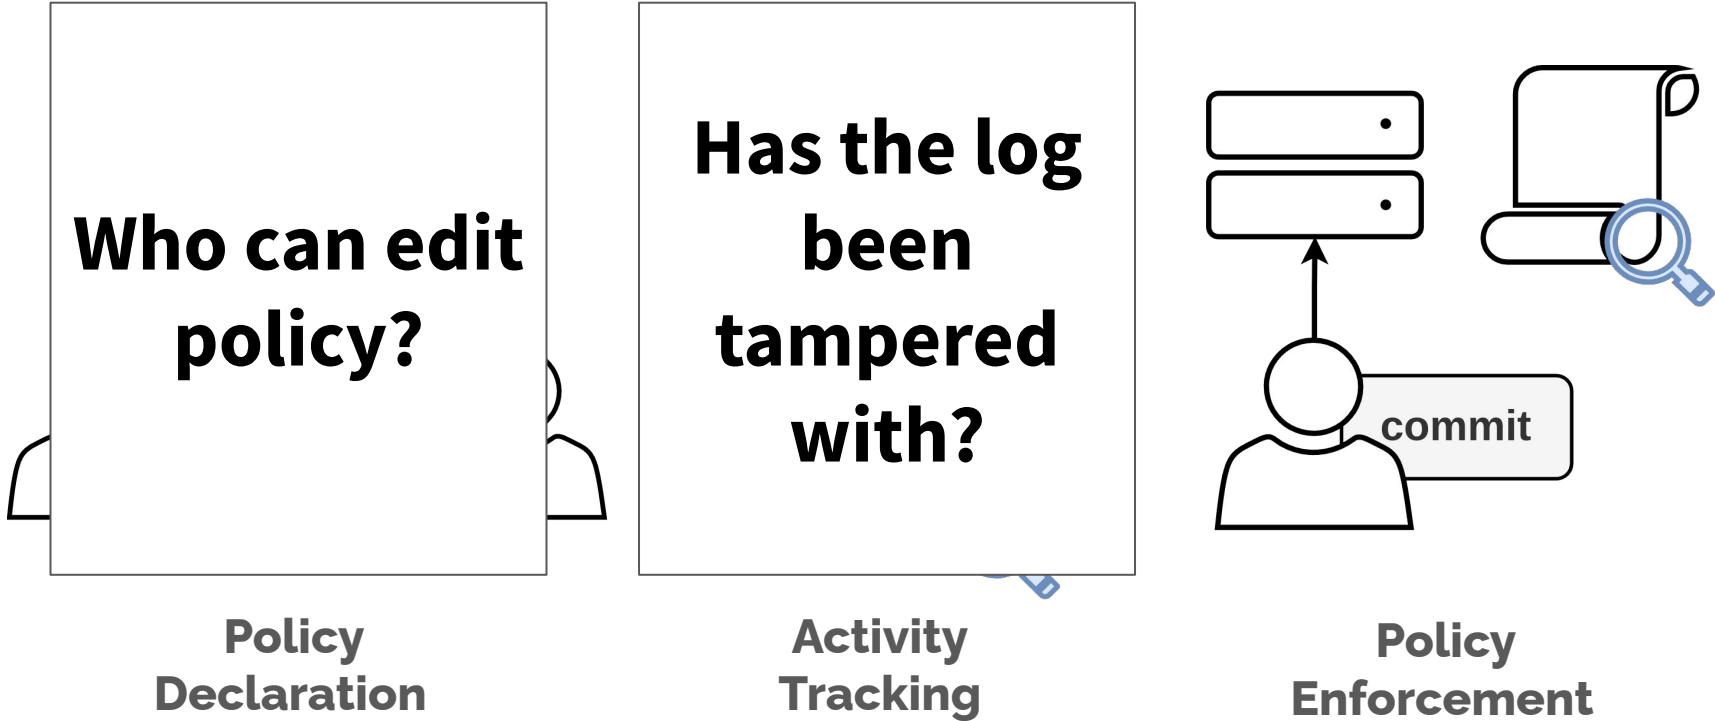 Who can edit
policy?
Has the log
been
tampered
with?
commit
Policy
Declaration
Activity
Tracking
Policy
Enforcement